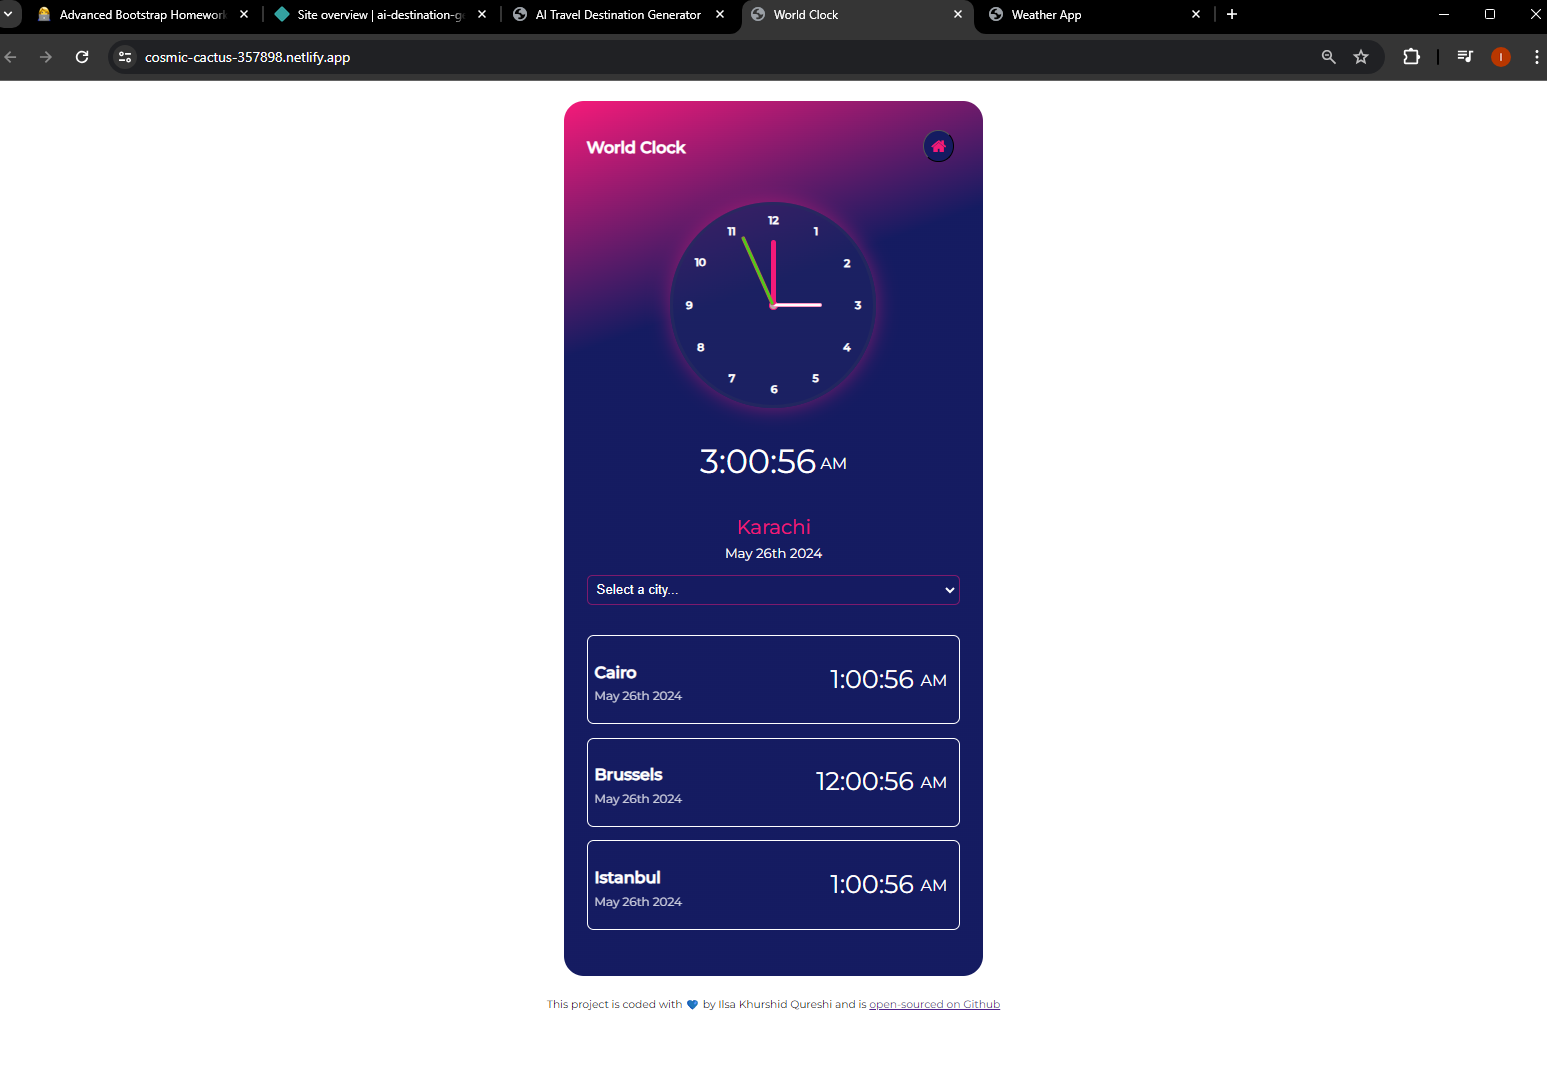 Advanced Bootstrap Homework
Site overview | ai-destination-ge
AI Travel Destination Generator
World Clock
Weather App
cosmic-cactus-357898.netlify.app
I
World Clock
12
11
1
10
2
9
3
8
4
7
5
6
3:00:56 AM
Karachi
May 26th 2024
Select a city...
Cairo
1:00:56 AM
May 26th 2024
Brussels
12:00:56 AM
May 26th 2024
Istanbul
1:00:56 AM
May 26th 2024
This project is coded with 💙 by Ilsa Khurshid Qureshi and is open-sourced on Github